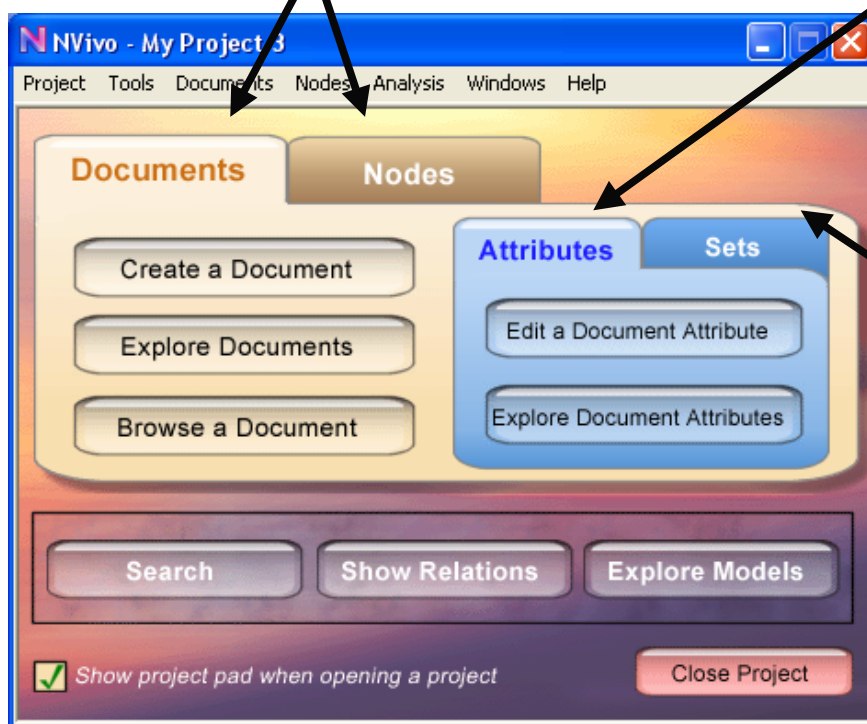 NVivo - My Project 3
Project Tools Documents Nodes Analysis Windows Help
Documents
Nodes
Attributes
Sets
Create a Document
Explore Documents
Browse a Document
Edit a Document Attribute
Explore Document Attributes
Search
Show Relations
Explore Models
Show project pad when opening a project
Close Project